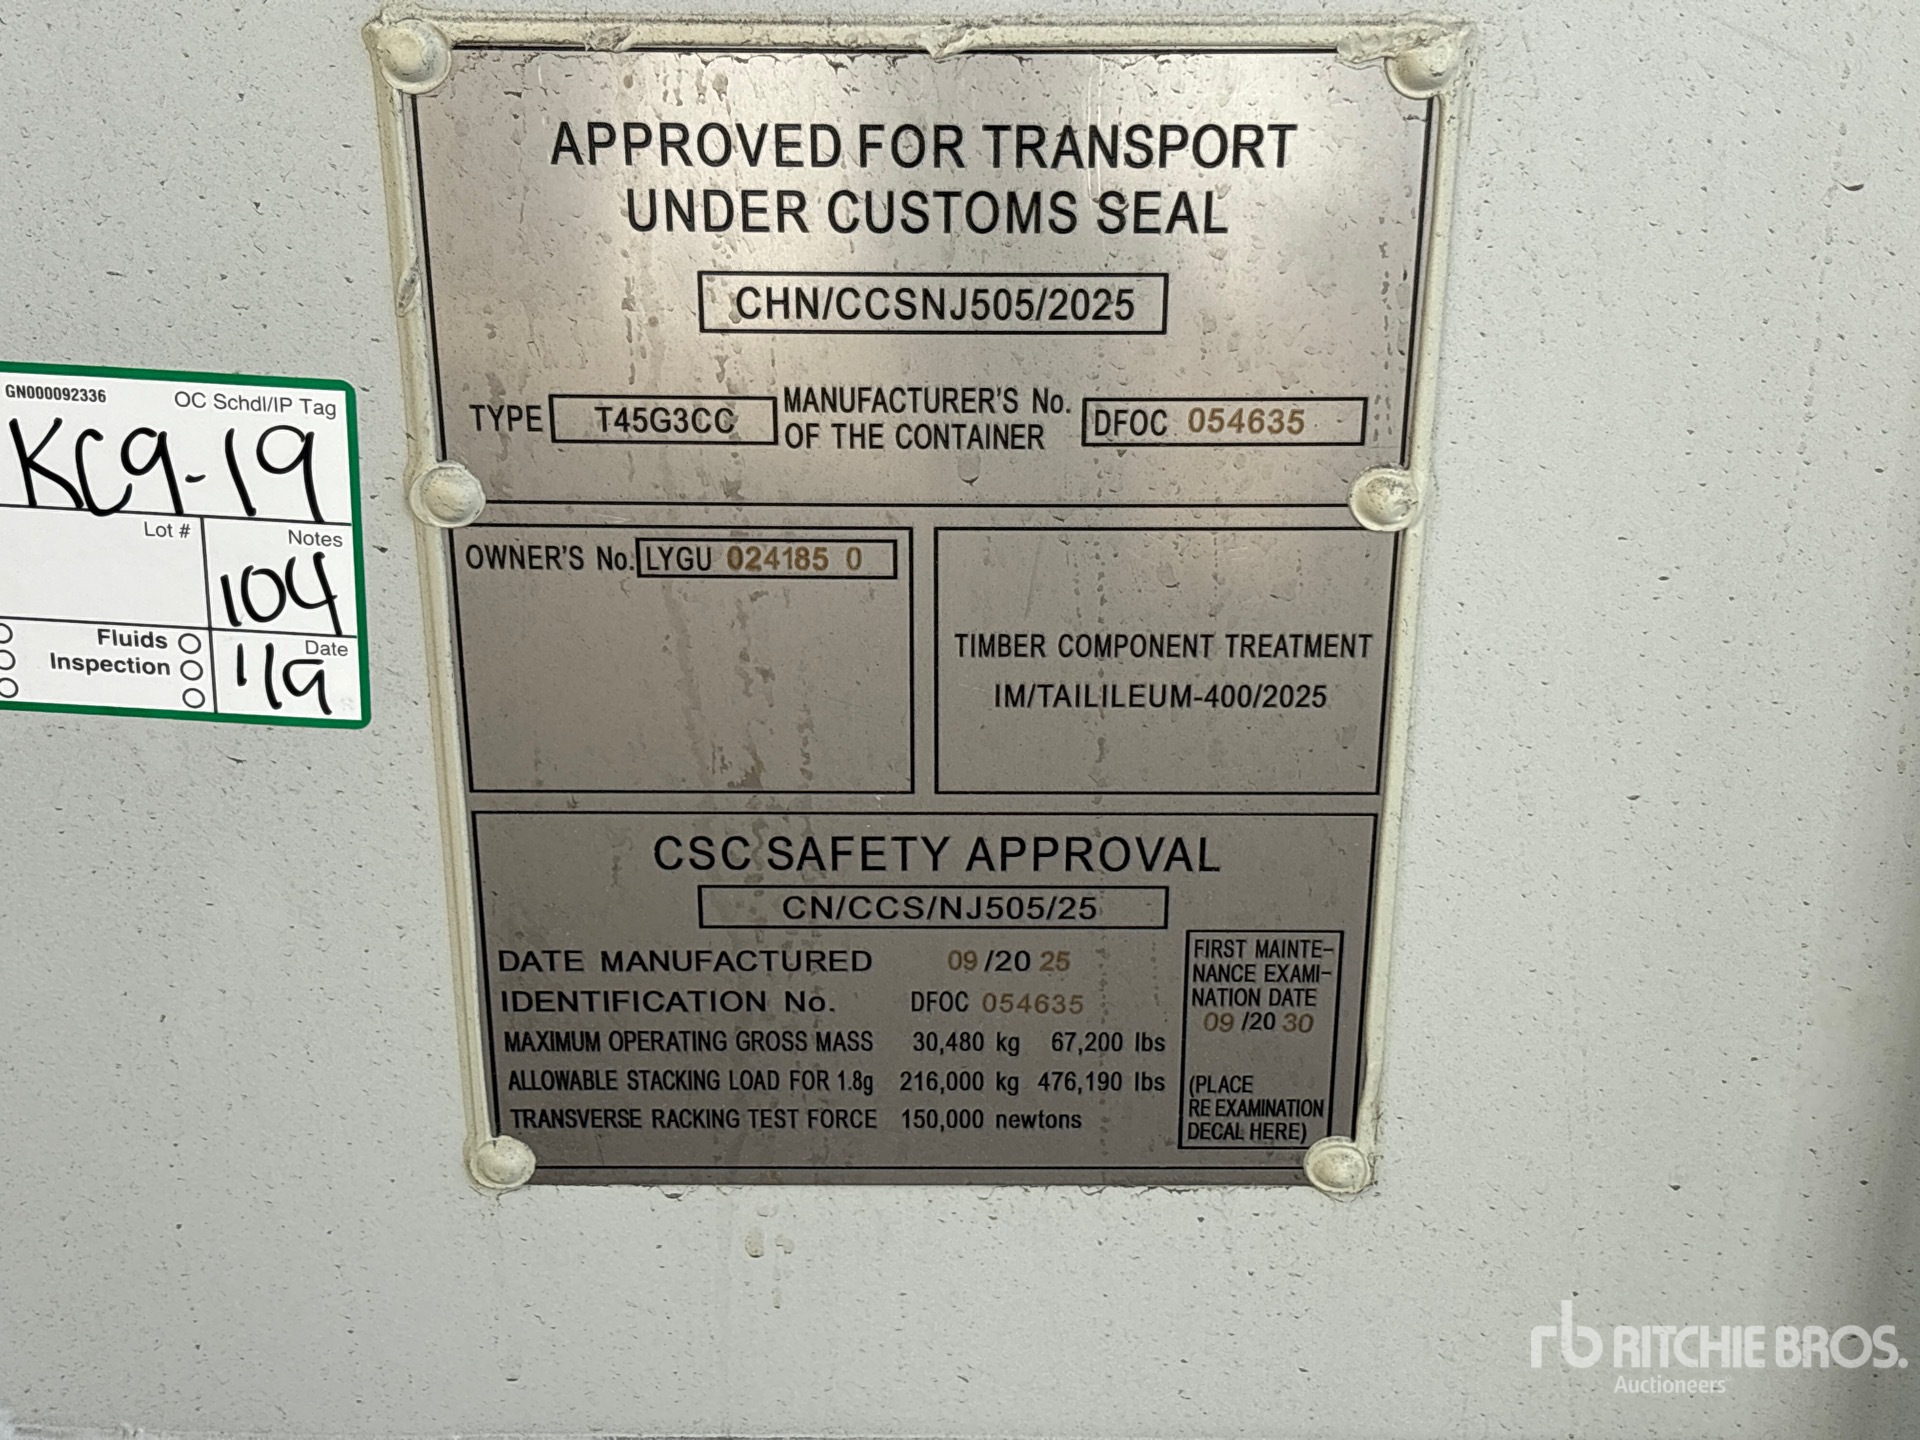 APPROVED FOR TRANSPORT
UNDER CUSTOMS SEAL
CHN/CCSNJ505/2025
TYPE T45G3CC MANUFACTURER'S No. OF THE CONTAINER DFOC 054635
OWNER'S No. LYGU 024185 0
TIMBER COMPONENT TREATMENT
IM/TAILILEUM-400/2025
CSC SAFETY APPROVAL
CN/CCS/NJ505/25
DATE MANUFACTURED 09/2025
IDENTIFICATION No. DFOC 054635
MAXIMUM OPERATING GROSS MASS 30,480 kg 67,200 lbs
ALLOWABLE STACKING LOAD FOR 1.8g 216,000 kg 476,190 lbs
TRANSVERSE RACKING TEST FORCE 150,000 newtons
FIRST MAINTE-
NANCE EXAMI-
NATION DATE
09/2030
(PLACE
RE EXAMINATION
DECAL HERE)
GN000092336 OC Schdl/IP Tag
KC9-19
Lot # Notes
104
Fluids Date
Inspection 119
rb RITCHIE BROS.
Auctioneers